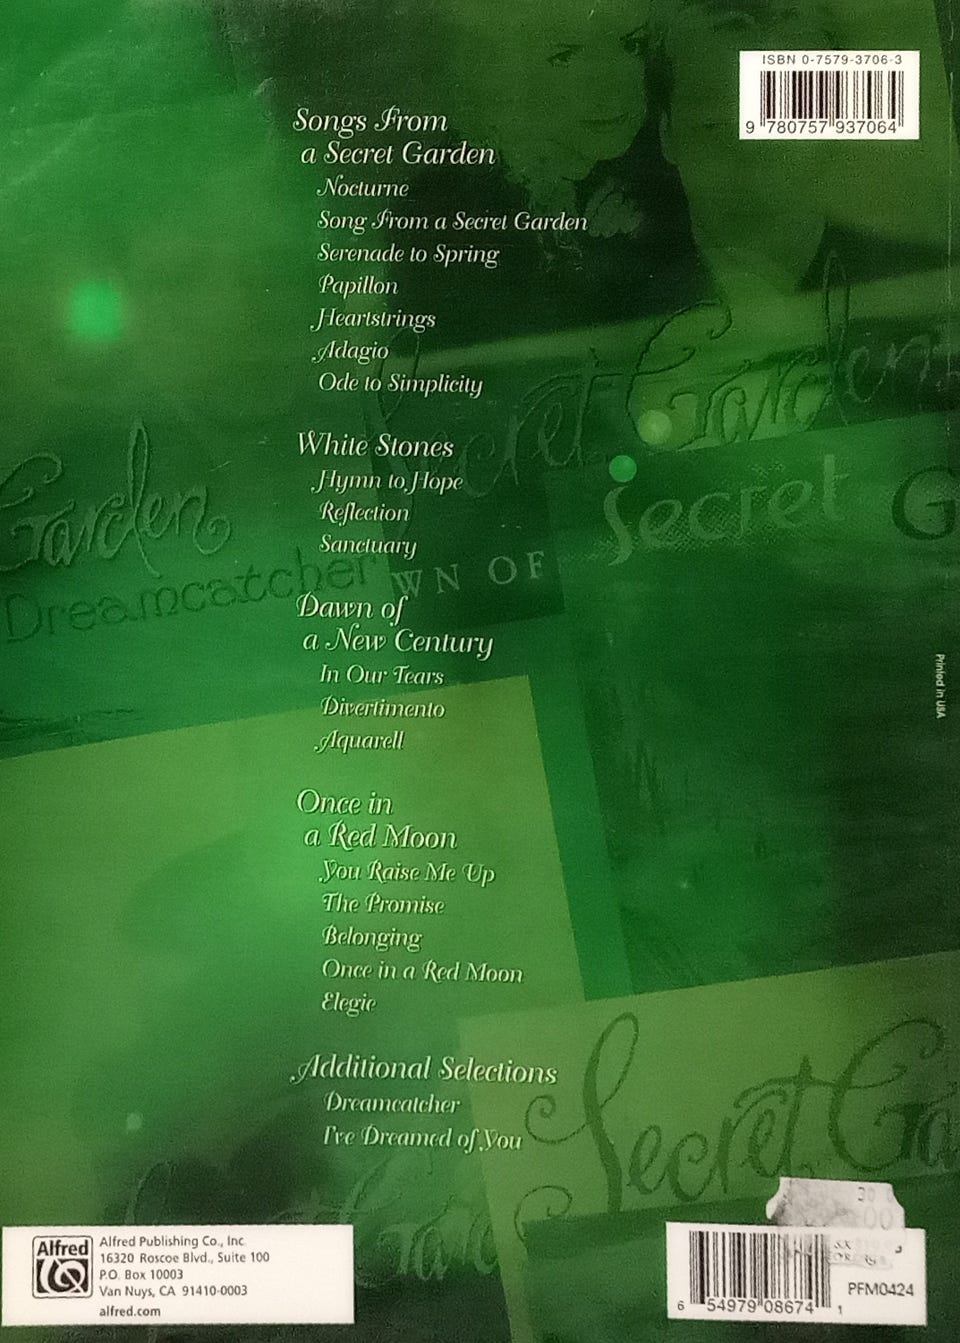 ISBN 0-7579-3706-3
9 780757 937064
Songs From
a Secret Garden
Nocturne
Song From a Secret Garden
Serenade to Spring
Papillon
Heartstrings
Adagio
Ode to Simplicity
White Stones
Hymn to Hope
Reflection
Sanctuary
Dawn of
a New Century
In Our Tears
Divertimento
Aquarell
Once in
a Red Moon
You Raise Me Up
The Promise
Belonging
Once in a Red Moon
Elegie
Additional Selections
Dreamcatcher
I've Dreamed of You
Secret Garden
Garden
Dreamcatcher
WN OF
Secret G
Printed in USA
Secret Ga
Alfred
Alfred Publishing Co., Inc.
16320 Roscoe Blvd., Suite 100
P.O. Box 10003
Van Nuys, CA 91410-0003
alfred.com
PFM0424
6 54979 08674 1